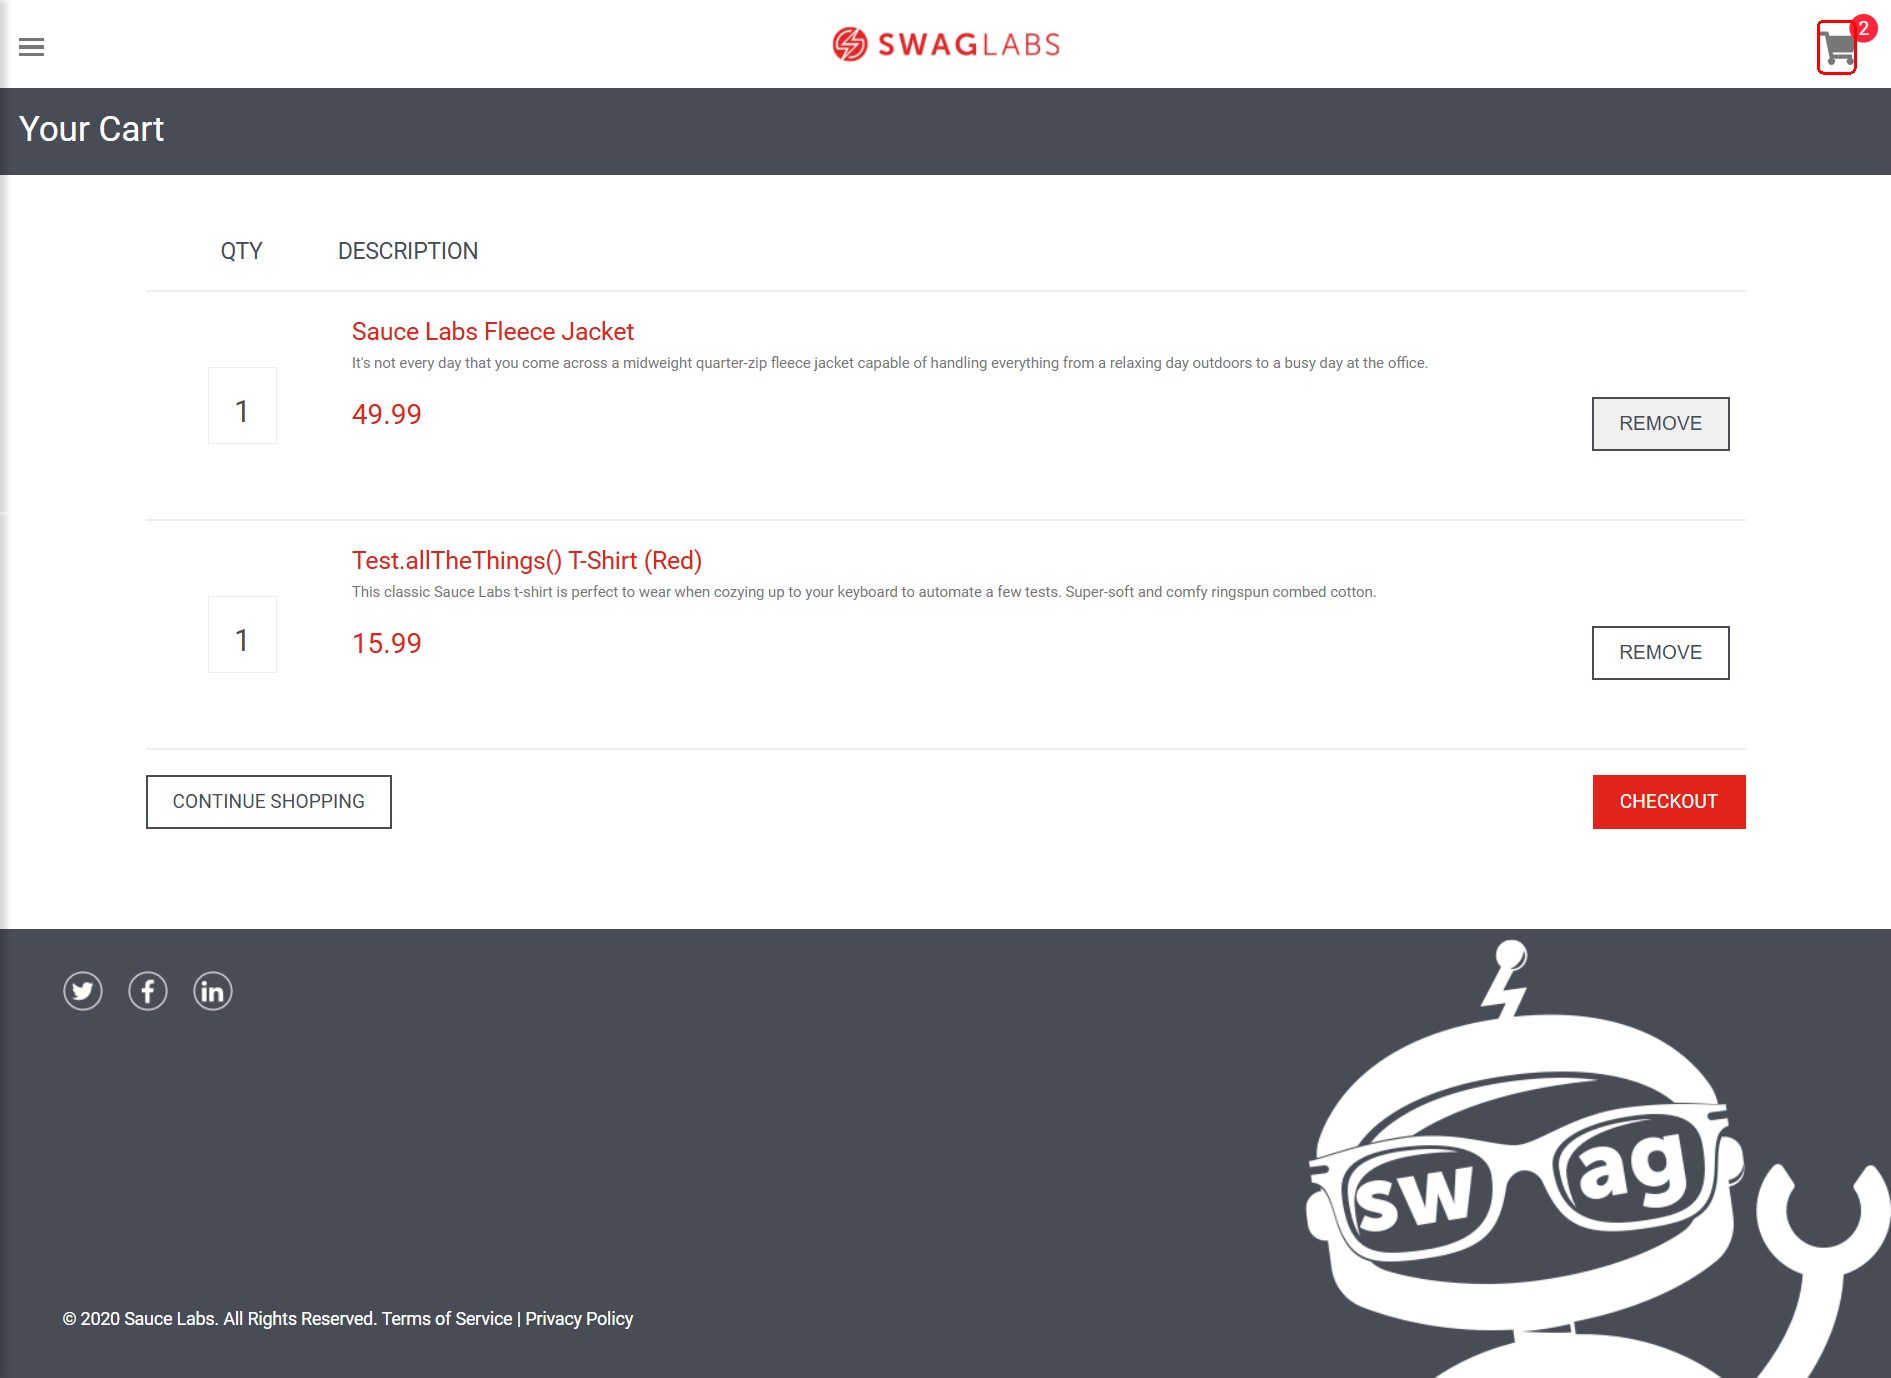 SWAGLABS
2
Your Cart
QTY DESCRIPTION
Sauce Labs Fleece Jacket
It's not every day that you come across a midweight quarter-zip fleece jacket capable of handling everything from a relaxing day outdoors to a busy day at the office.
1
49.99
REMOVE
Test.allTheThings() T-Shirt (Red)
This classic Sauce Labs t-shirt is perfect to wear when cozying up to your keyboard to automate a few tests. Super-soft and comfy ringspun combed cotton.
1
15.99
REMOVE
CONTINUE SHOPPING
CHECKOUT
sw ag
© 2020 Sauce Labs. All Rights Reserved. Terms of Service | Privacy Policy